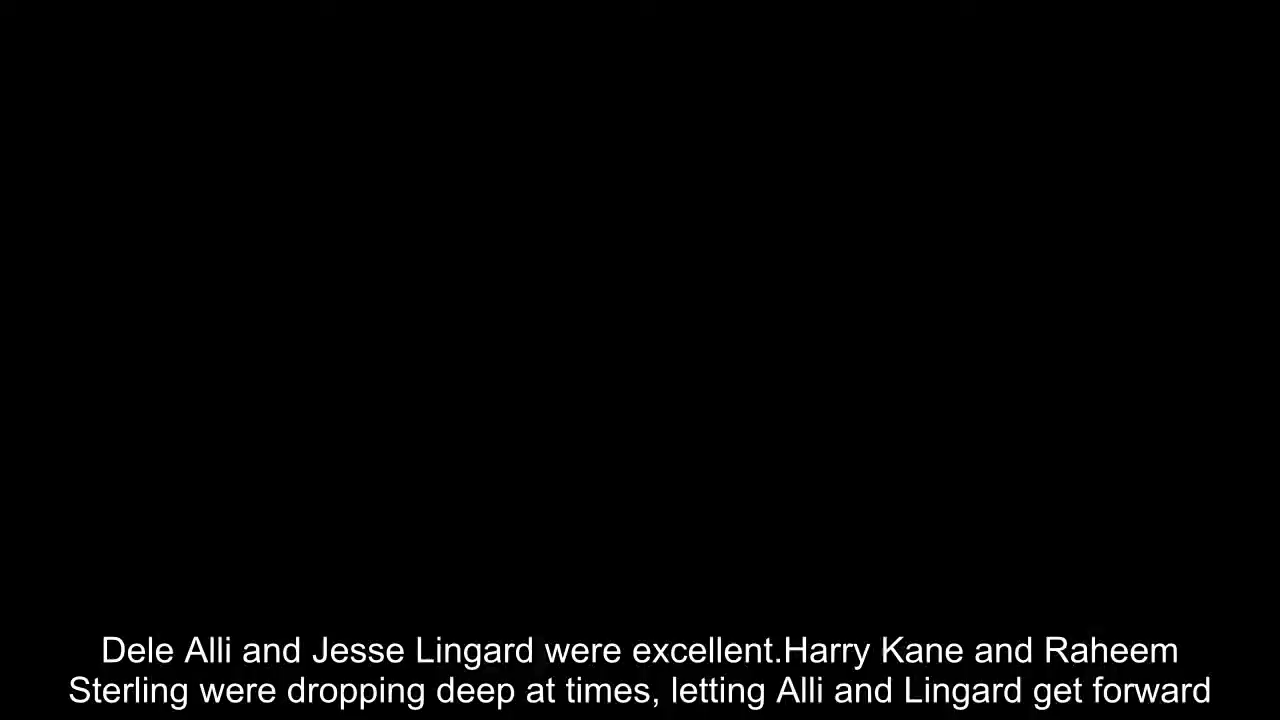 Dele Alli and Jesse Lingard were excellent.Harry Kane and Raheem
Sterling were dropping deep at times, letting Alli and Lingard get forward